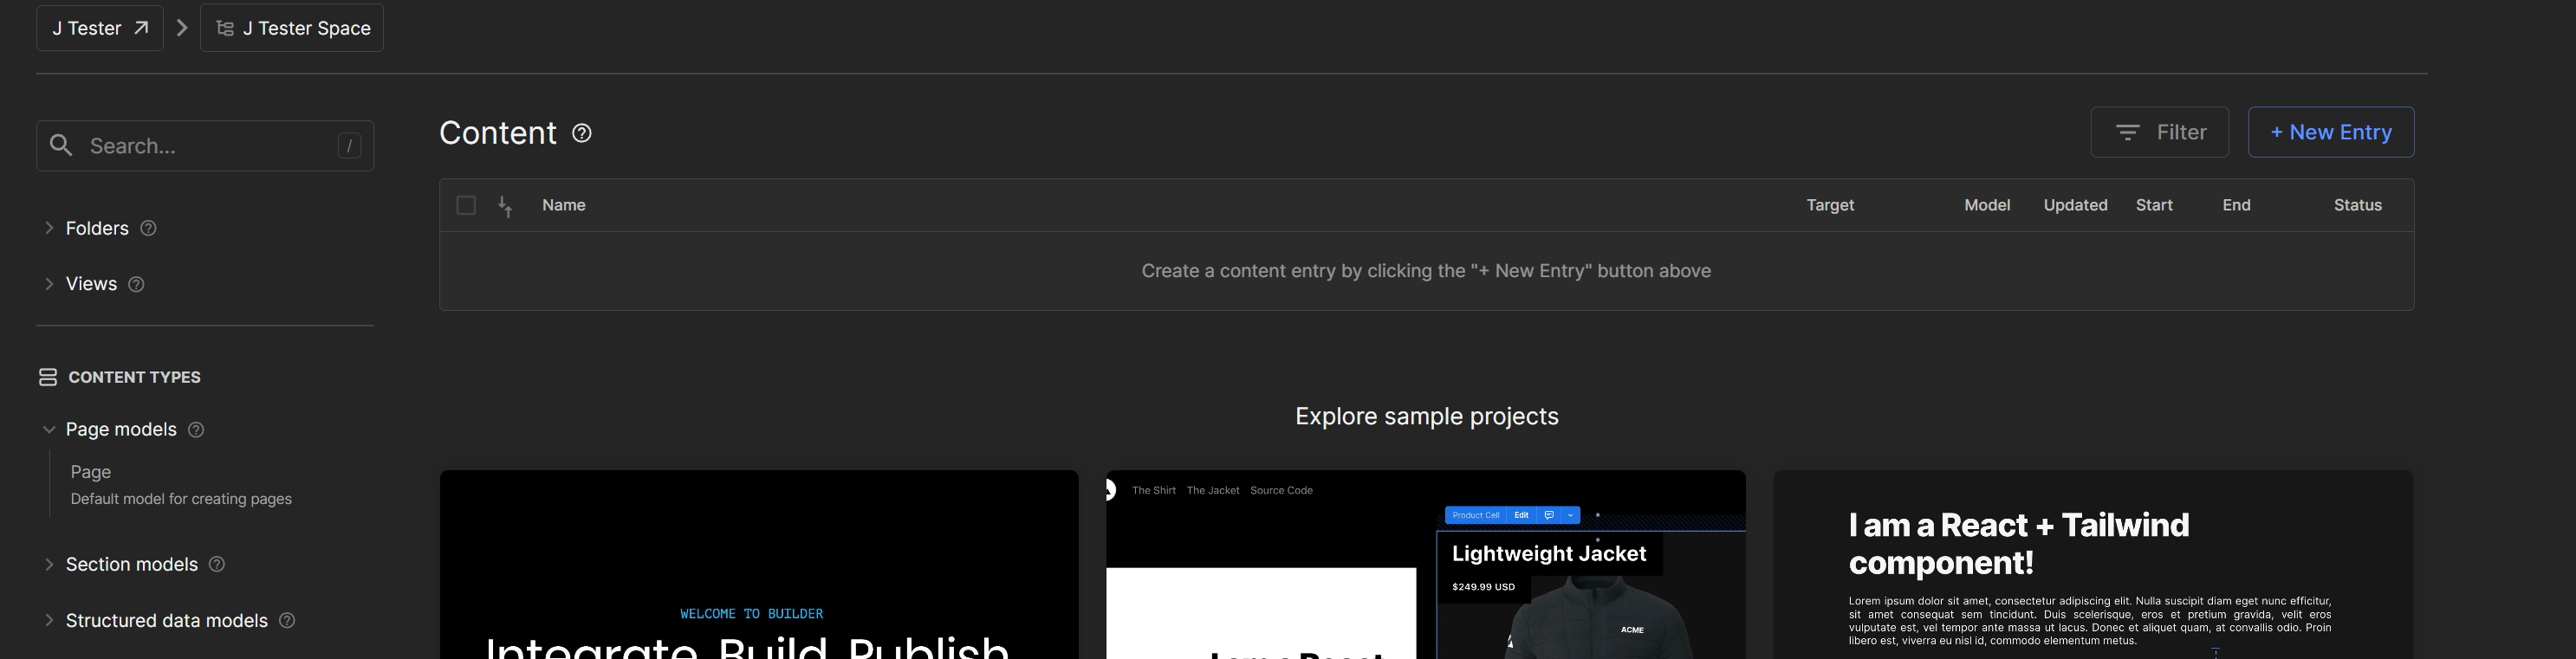 J Tester
J Tester Space
Search...
/
Folders
Views
CONTENT TYPES
Page models
Page
Default model for creating pages
Section models
Structured data models
Content
Filter
+ New Entry
Name Target Model Updated Start End Status
Create a content entry by clicking the "+ New Entry" button above
Explore sample projects
WELCOME TO BUILDER
Integrate. Build. Publish.
The Shirt The Jacket Source Code
Product Cell Edit
Lightweight Jacket
$249.99 USD
ACME
I am a React
I am a React + Tailwind
component!
Lorem ipsum dolor sit amet, consectetur adipiscing elit. Nulla suscipit diam eget nunc efficitur,
sit amet consequat sem tincidunt. Duis scelerisque, eros et pretium gravida, velit eros
vulputate est, vel tempor ante massa ut lacus. Donec et aliquet quam, at convallis odio. Proin
libero est, viverra eu nisl id, commodo elementum metus.